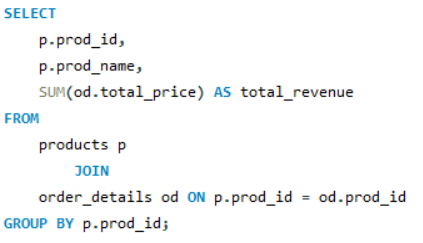 SELECT
    p.prod_id,
    p.prod_name,
    SUM(od.total_price) AS total_revenue
FROM
    products p
        JOIN
    order_details od ON p.prod_id = od.prod_id
GROUP BY p.prod_id;